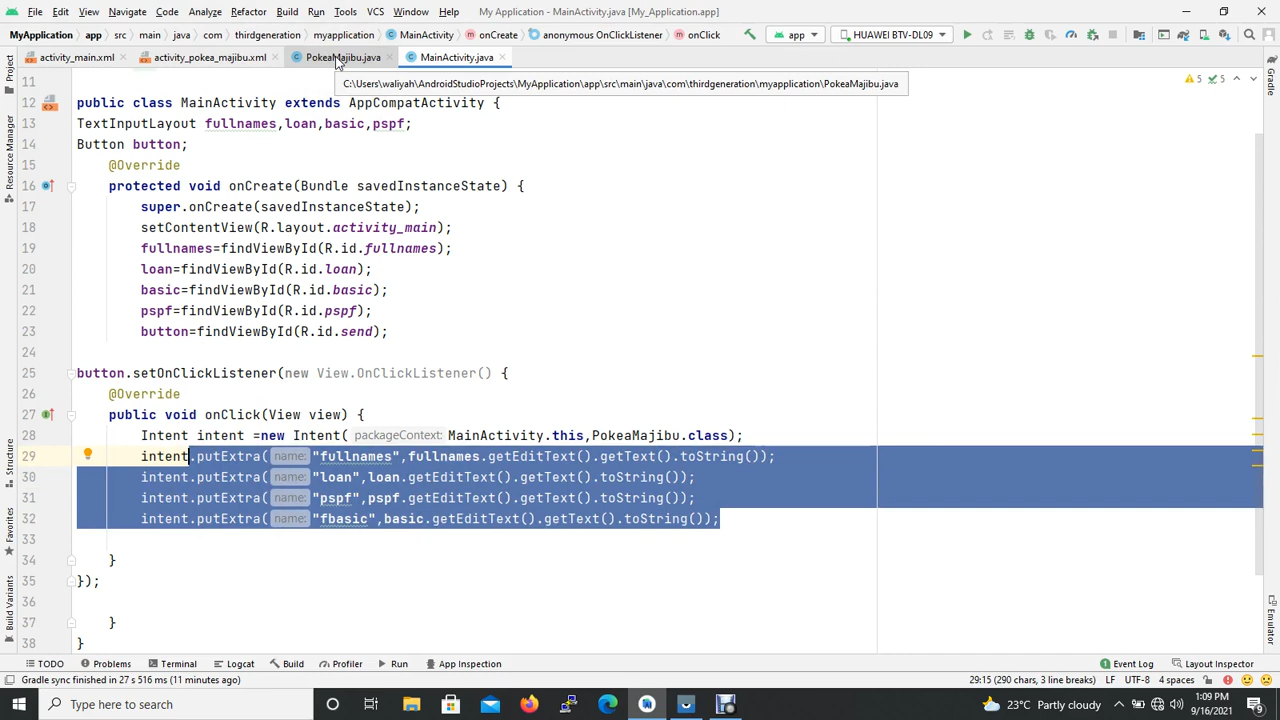 File Edit View Navigate Code Analyze Refactor Build Run Tools VCS Window Help My Application - MainActivity.java [My_Application.app]
MyApplication app src main java com thirdgeneration myapplication MainActivity onCreate anonymous OnClickListener onClick app HUAWEI BTV-DL09
activity_main.xml activity_pokea_majibu.xml PokeaMajibu.java MainActivity.java
C:\Users\waliyah\AndroidStudioProjects\MyApplication\app\src\main\java\com\thirdgeneration\myapplication\PokeaMajibu.java
5 5
11
12 public class MainActivity extends AppCompatActivity {
13 TextInputLayout fullnames,loan,basic,pspf;
14 Button button;
15 @Override
16 protected void onCreate(Bundle savedInstanceState) {
17 super.onCreate(savedInstanceState);
18 setContentView(R.layout.activity_main);
19 fullnames=findViewById(R.id.fullnames);
20 loan=findViewById(R.id.loan);
21 basic=findViewById(R.id.basic);
22 pspf=findViewById(R.id.pspf);
23 button=findViewById(R.id.send);
24
25 button.setOnClickListener(new View.OnClickListener() {
26 @Override
27 public void onClick(View view) {
28 Intent intent =new Intent( packageContext: MainActivity.this,PokeaMajibu.class);
29 intent.putExtra( name: "fullnames",fullnames.getEditText().getText().toString());
30 intent.putExtra( name: "loan",loan.getEditText().getText().toString());
31 intent.putExtra( name: "pspf",pspf.getEditText().getText().toString());
32 intent.putExtra( name: "fbasic",basic.getEditText().getText().toString());
33
34 }
35 });
36
37 }
38 }
Project
Resource Manager
Structure
Favorites
Build Variants
Gradle
Emulator
TODO Problems Terminal Logcat Build Profiler Run App Inspection Event Log Layout Inspector
Gradle sync finished in 27 s 516 ms (11 minutes ago) 29:15 (290 chars, 3 line breaks) LF UTF-8 4 spaces
Type here to search 23°C Partly cloudy 1:09 PM
9/16/2021